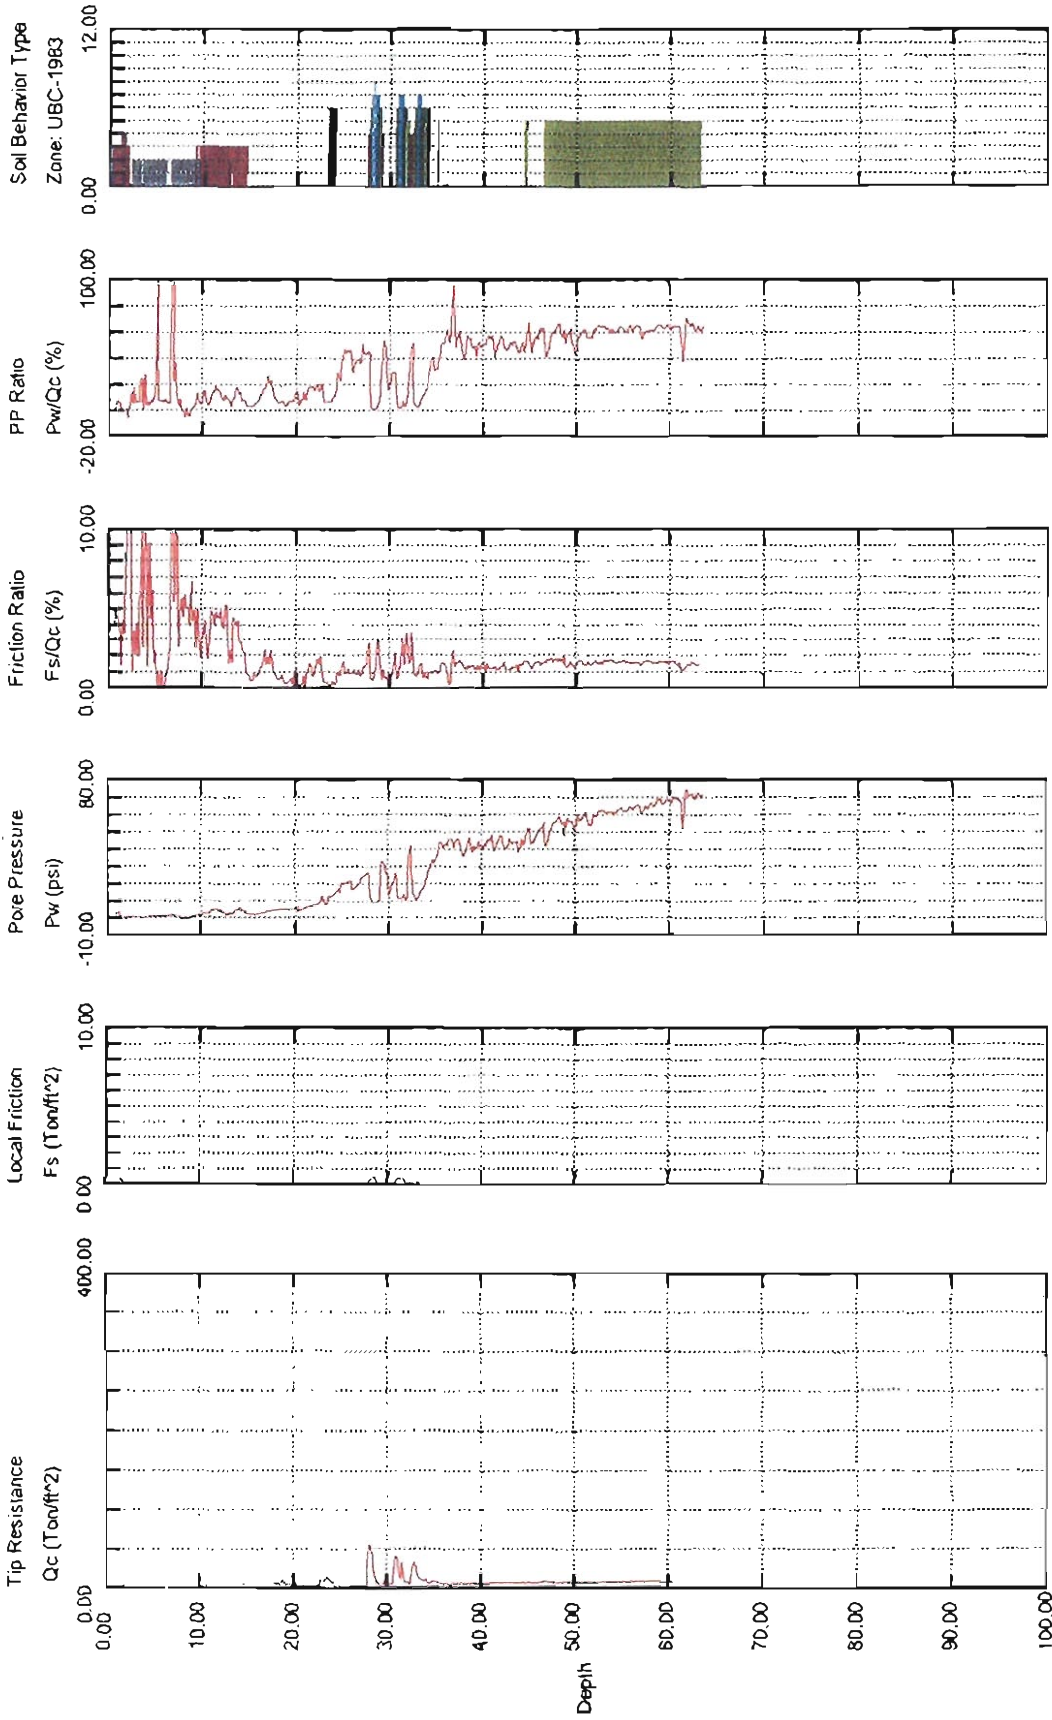 Soil Behavior Type
Zone: UBC-1983
12.00
0.00
PP Ratio
Pw/Qc (%)
100.00
-20.00
Friction Ratio
Fs/Qc (%)
10.00
0.00
Pore Pressure
Pw (psi)
80.00
-10.00
Local Friction
Fs (Ton/ft^2)
10.00
0.00
Tip Resistance
Qc (Ton/ft^2)
400.00
0.00
0.00
10.00
20.00
30.00
40.00
50.00
60.00
70.00
80.00
90.00
100.00
Depth